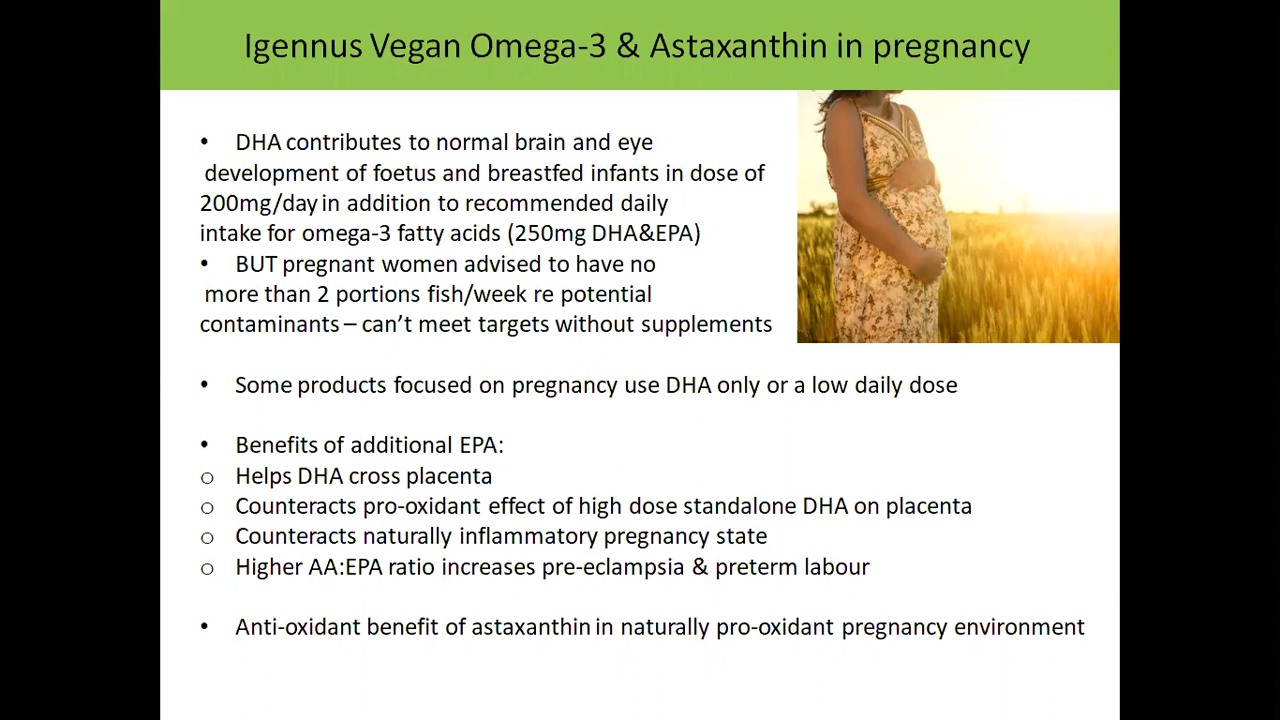 Igennus Vegan Omega-3 & Astaxanthin in pregnancy
• DHA contributes to normal brain and eye
development of foetus and breastfed infants in dose of
200mg/day in addition to recommended daily
intake for omega-3 fatty acids (250mg DHA&EPA)
• BUT pregnant women advised to have no
more than 2 portions fish/week re potential
contaminants – can’t meet targets without supplements
• Some products focused on pregnancy use DHA only or a low daily dose
• Benefits of additional EPA:
o Helps DHA cross placenta
o Counteracts pro-oxidant effect of high dose standalone DHA on placenta
o Counteracts naturally inflammatory pregnancy state
o Higher AA:EPA ratio increases pre-eclampsia & preterm labour
• Anti-oxidant benefit of astaxanthin in naturally pro-oxidant pregnancy environment